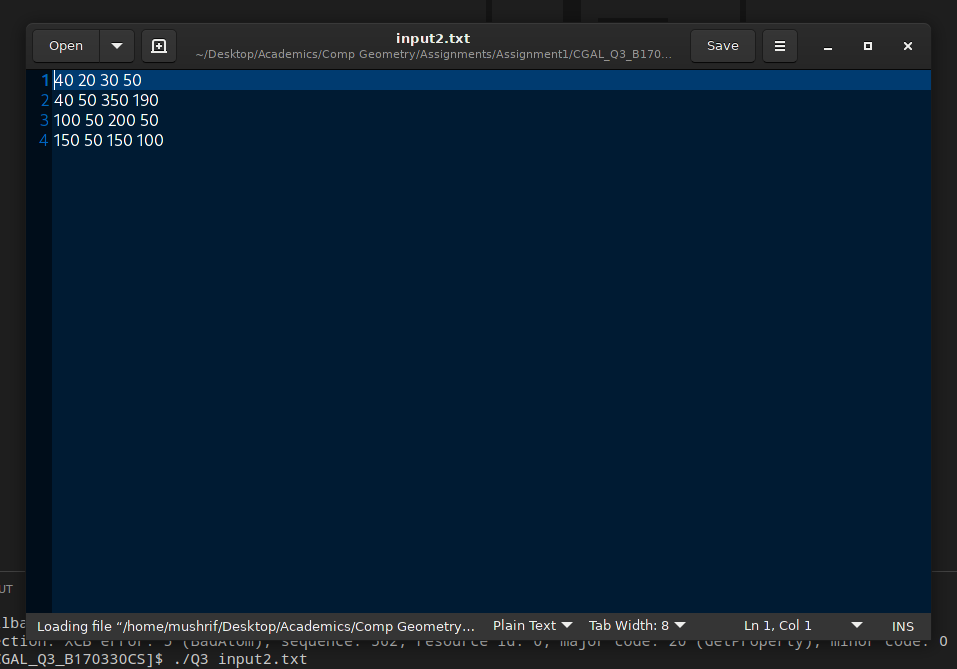 Open
input2.txt
~/Desktop/Academics/Comp Geometry/Assignments/Assignment1/CGAL_Q3_B170...
Save
1 40 20 30 50
2 40 50 350 190
3 100 50 200 50
4 150 50 150 100
UT
lba
Loading file “/home/mushrif/Desktop/Academics/Comp Geometry... Plain Text Tab Width: 8 Ln 1, Col 1 INS
ection: XCB error: 5 (BadAtom), sequence: 562, resource id: 0, major code: 20 (GetProperty), minor code: 0
CGAL_Q3_B170330CS]$ ./Q3 input2.txt